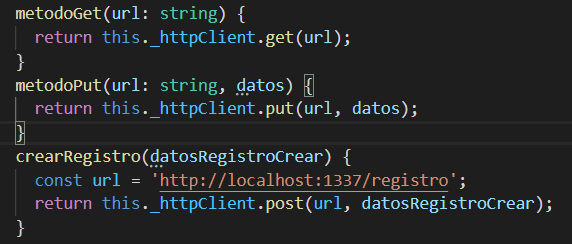 metodoGet(url: string) {
  return this._httpClient.get(url);
}
metodoPut(url: string, datos) {
  return this._httpClient.put(url, datos);
}
crearRegistro(datosRegistroCrear) {
  const url = 'http://localhost:1337/registro';
  return this._httpClient.post(url, datosRegistroCrear);
}